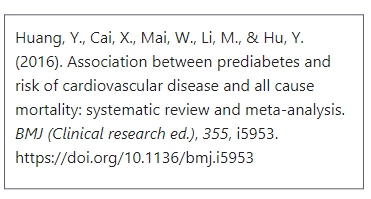 Huang, Y., Cai, X., Mai, W., Li, M., & Hu, Y.
(2016). Association between prediabetes and
risk of cardiovascular disease and all cause
mortality: systematic review and meta-analysis.
BMJ (Clinical research ed.), 355, i5953.
https://doi.org/10.1136/bmj.i5953